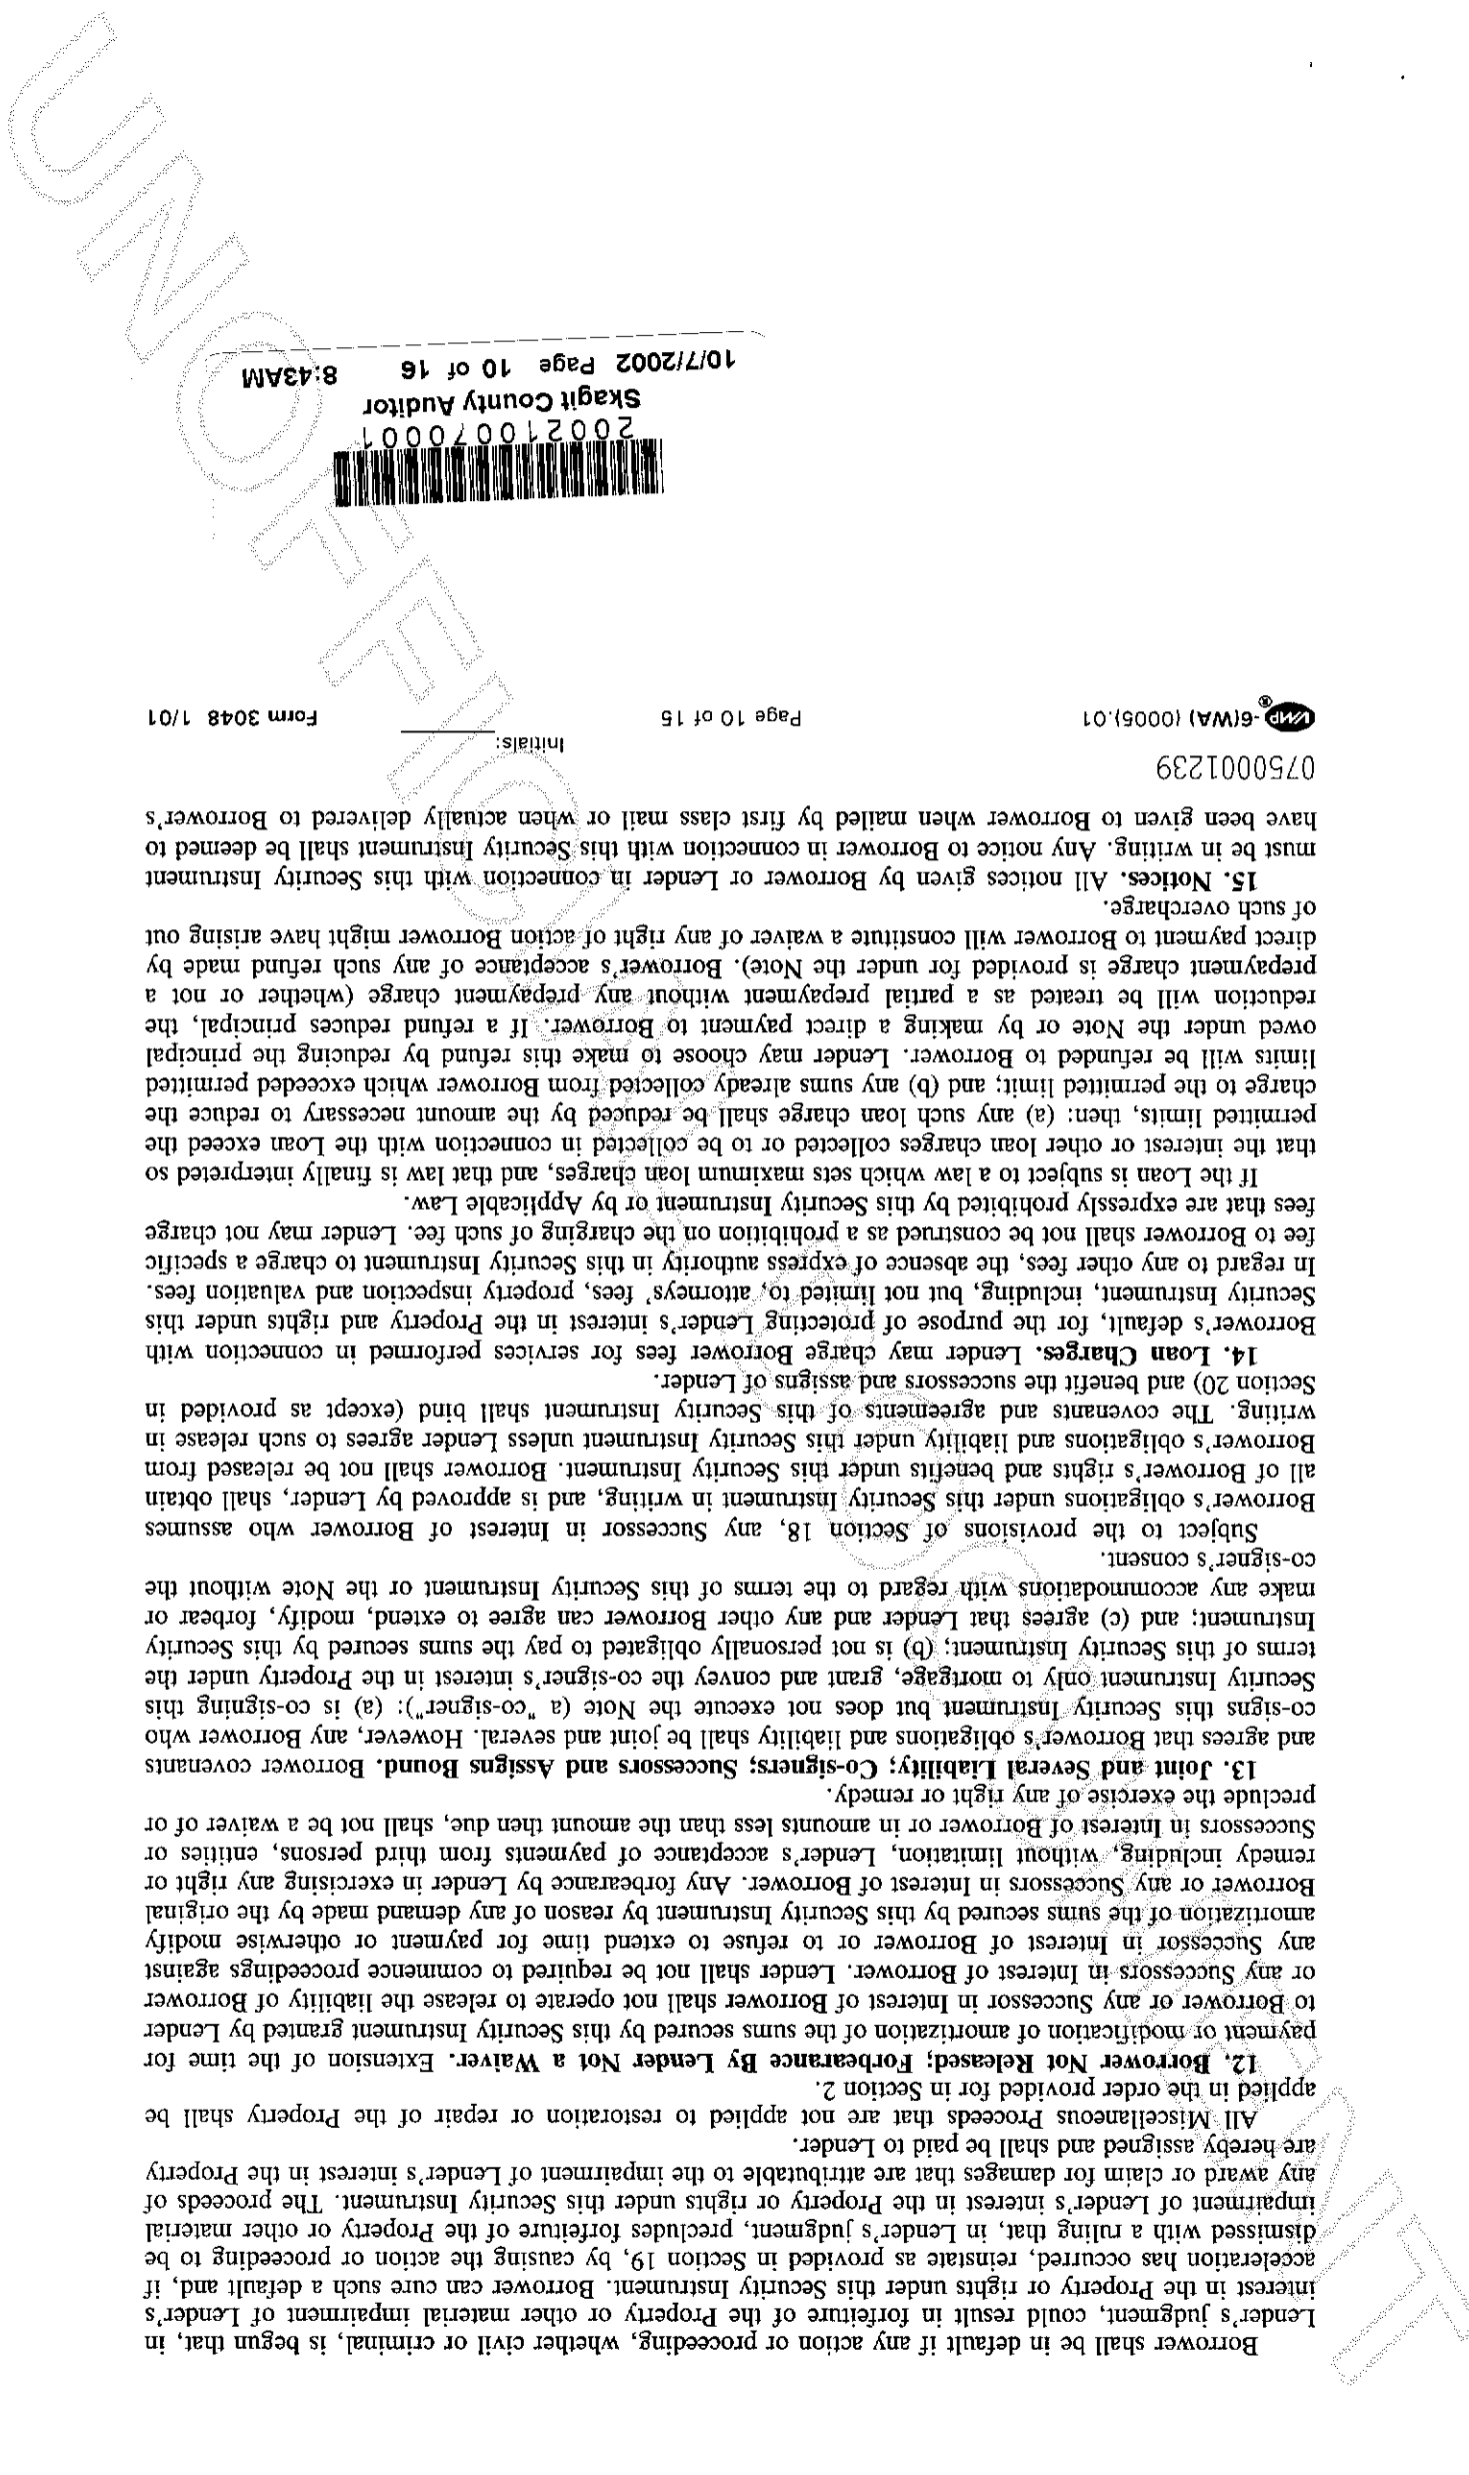 Borrower shall be in default if any action or proceeding, whether civil or criminal, is begun that, in
Lender's judgment, could result in forfeiture of the Property or other material impairment of Lender's
interest in the Property or rights under this Security Instrument. Borrower can cure such a default and, if
acceleration has occurred, reinstate as provided in Section 19, by causing the action or proceeding to be
dismissed with a ruling that, in Lender's judgment, precludes forfeiture of the Property or other material
impairment of Lender's interest in the Property or rights under this Security Instrument. The proceeds of
any award or claim for damages that are attributable to the impairment of Lender's interest in the Property
are hereby assigned and shall be paid to Lender.
All Miscellaneous Proceeds that are not applied to restoration or repair of the Property shall be
applied in the order provided for in Section 2.
12. Borrower Not Released; Forbearance By Lender Not a Waiver. Extension of the time for
payment or modification of amortization of the sums secured by this Security Instrument granted by Lender
to Borrower or any Successor in Interest of Borrower shall not operate to release the liability of Borrower
or any Successors in Interest of Borrower. Lender shall not be required to commence proceedings against
any Successor in Interest of Borrower or to refuse to extend time for payment or otherwise modify
amortization of the sums secured by this Security Instrument by reason of any demand made by the original
Borrower or any Successors in Interest of Borrower. Any forbearance by Lender in exercising any right or
remedy including, without limitation, Lender's acceptance of payments from third persons, entities or
Successors in Interest of Borrower or in amounts less than the amount then due, shall not be a waiver of or
preclude the exercise of any right or remedy.
13. Joint and Several Liability; Co-signers; Successors and Assigns Bound. Borrower covenants
and agrees that Borrower's obligations and liability shall be joint and several. However, any Borrower who
co-signs this Security Instrument but does not execute the Note (a "co-signer"): (a) is co-signing this
Security Instrument only to mortgage, grant and convey the co-signer's interest in the Property under the
terms of this Security Instrument; (b) is not personally obligated to pay the sums secured by this Security
Instrument; and (c) agrees that Lender and any other Borrower can agree to extend, modify, forbear or
make any accommodations with regard to the terms of this Security Instrument or the Note without the
co-signer's consent.
Subject to the provisions of Section 18, any Successor in Interest of Borrower who assumes
Borrower's obligations under this Security Instrument in writing, and is approved by Lender, shall obtain
all of Borrower's rights and benefits under this Security Instrument. Borrower shall not be released from
Borrower's obligations and liability under this Security Instrument unless Lender agrees to such release in
writing. The covenants and agreements of this Security Instrument shall bind (except as provided in
Section 20) and benefit the successors and assigns of Lender.
14. Loan Charges. Lender may charge Borrower fees for services performed in connection with
Borrower's default, for the purpose of protecting Lender's interest in the Property and rights under this
Security Instrument, including, but not limited to, attorneys' fees, property inspection and valuation fees.
In regard to any other fees, the absence of express authority in this Security Instrument to charge a specific
fee to Borrower shall not be construed as a prohibition on the charging of such fee. Lender may not charge
fees that are expressly prohibited by this Security Instrument or by Applicable Law.
If the Loan is subject to a law which sets maximum loan charges, and that law is finally interpreted so
that the interest or other loan charges collected or to be collected in connection with the Loan exceed the
permitted limits, then: (a) any such loan charge shall be reduced by the amount necessary to reduce the
charge to the permitted limit; and (b) any sums already collected from Borrower which exceeded permitted
limits will be refunded to Borrower. Lender may choose to make this refund by reducing the principal
owed under the Note or by making a direct payment to Borrower. If a refund reduces principal, the
reduction will be treated as a partial prepayment without any prepayment charge (whether or not a
prepayment charge is provided for under the Note). Borrower's acceptance of any such refund made by
direct payment to Borrower will constitute a waiver of any right of action Borrower might have arising out
of such overcharge.
15. Notices. All notices given by Borrower or Lender in connection with this Security Instrument
must be in writing. Any notice to Borrower in connection with this Security Instrument shall be deemed to
have been given to Borrower when mailed by first class mail or when actually delivered to Borrower's
0750001239
Initials:
VMP®-6(WA) (0005).01 Page 10 of 15 Form 3048 1/01
200210070001
Skagit County Auditor
10/7/2002 Page 10 of 16 8:43AM
UNOFFICIAL DOCUMENT